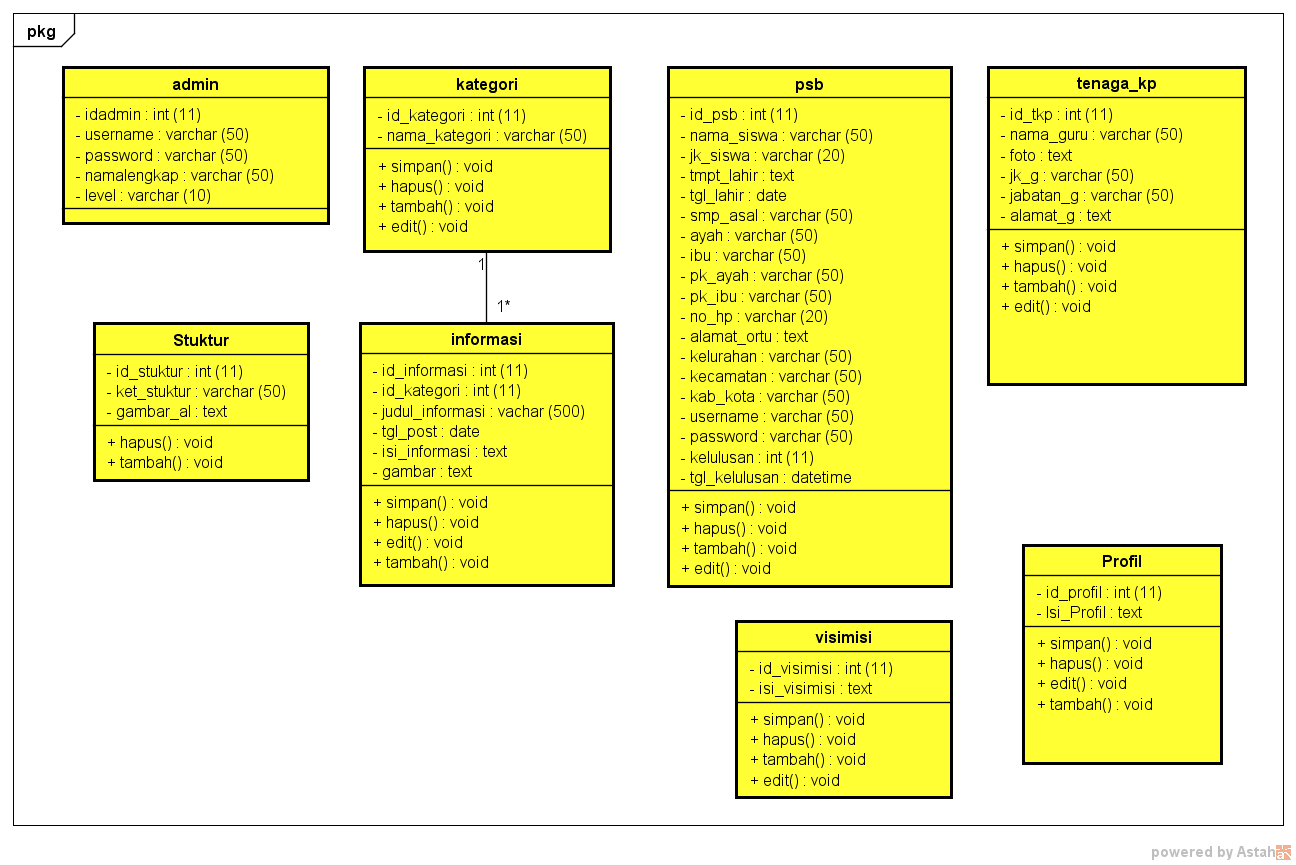 pkg
admin
- idadmin : int (11)
- username : varchar (50)
- password : varchar (50)
- namalengkap : varchar (50)
- level : varchar (10)
kategori
- id_kategori : int (11)
- nama_kategori : varchar (50)
+ simpan() : void
+ hapus() : void
+ tambah() : void
+ edit() : void
1
1*
psb
- id_psb : int (11)
- nama_siswa : varchar (50)
- jk_siswa : varchar (20)
- tmpt_lahir : text
- tgl_lahir : date
- smp_asal : varchar (50)
- ayah : varchar (50)
- ibu : varchar (50)
- pk_ayah : varchar (50)
- pk_ibu : varchar (50)
- no_hp : varchar (20)
- alamat_ortu : text
- kelurahan : varchar (50)
- kecamatan : varchar (50)
- kab_kota : varchar (50)
- username : varchar (50)
- password : varchar (50)
- kelulusan : int (11)
- tgl_kelulusan : datetime
+ simpan() : void
+ hapus() : void
+ tambah() : void
+ edit() : void
tenaga_kp
- id_tkp : int (11)
- nama_guru : varchar (50)
- foto : text
- jk_g : varchar (50)
- jabatan_g : varchar (50)
- alamat_g : text
+ simpan() : void
+ hapus() : void
+ tambah() : void
+ edit() : void
Stuktur
- id_stuktur : int (11)
- ket_stuktur : varchar (50)
- gambar_al : text
+ hapus() : void
+ tambah() : void
informasi
- id_informasi : int (11)
- id_kategori : int (11)
- judul_informasi : vachar (500)
- tgl_post : date
- isi_informasi : text
- gambar : text
+ simpan() : void
+ hapus() : void
+ edit() : void
+ tambah() : void
Profil
- id_profil : int (11)
- Isi_Profil : text
+ simpan() : void
+ hapus() : void
+ edit() : void
+ tambah() : void
visimisi
- id_visimisi : int (11)
- isi_visimisi : text
+ simpan() : void
+ hapus() : void
+ tambah() : void
+ edit() : void
powered by Astah